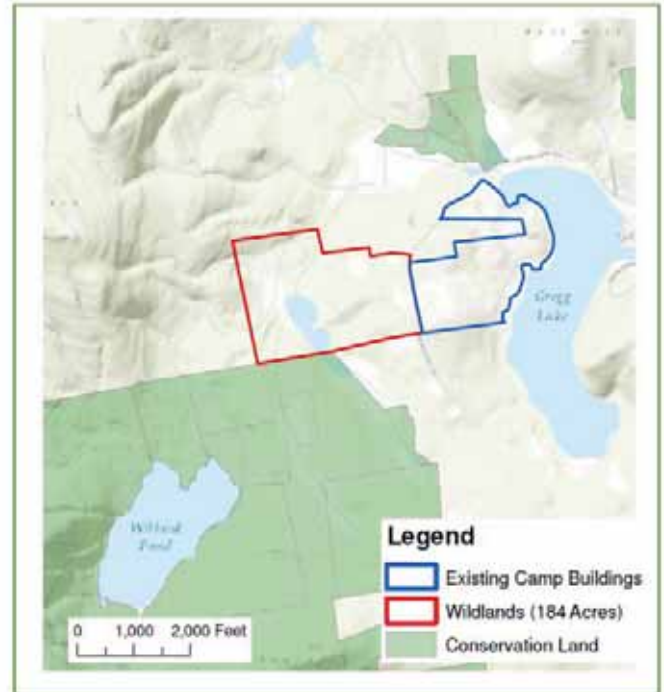 Gregg
Lake
Willard
Pond
Legend
Existing Camp Buildings
Wildlands (184 Acres)
Conservation Land
0 1,000 2,000 Feet